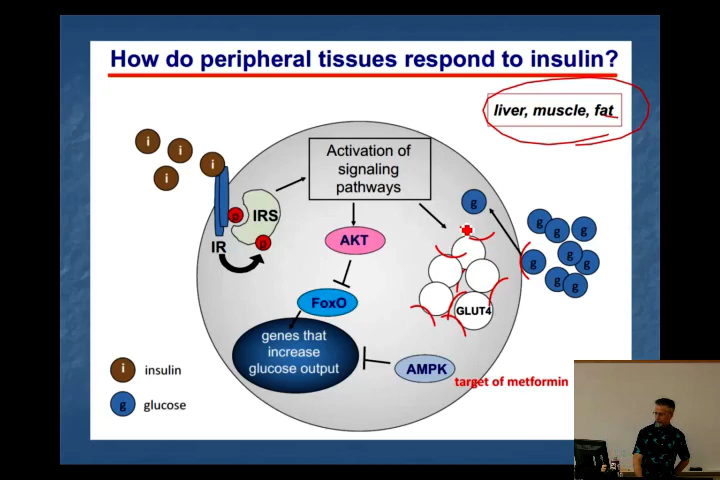 How do peripheral tissues respond to insulin?
liver, muscle, fat
i
i
i
i
Activation of
signaling
pathways
g
p
IRS
p
IR
AKT
g
g
g
g
g
g
g
g
FoxO
GLUT4
genes that
increase
glucose output
AMPK
target of metformin
i
insulin
g
glucose